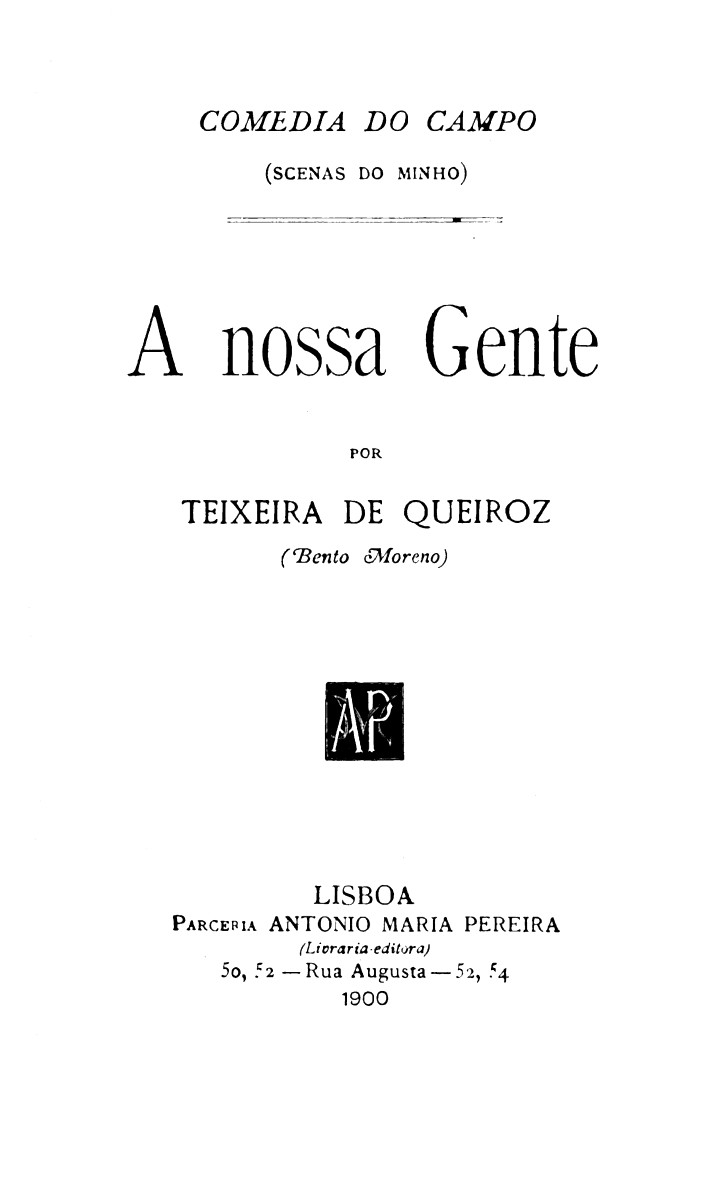 COMEDIA DO CAMPO
(SCENAS DO MINHO)
A nossa Gente
POR
TEIXEIRA DE QUEIROZ
(Bento Moreno)
AP
LISBOA
PARCERIA ANTONIO MARIA PEREIRA
(Livraria-editora)
50, 52 — Rua Augusta — 52, 54
1900